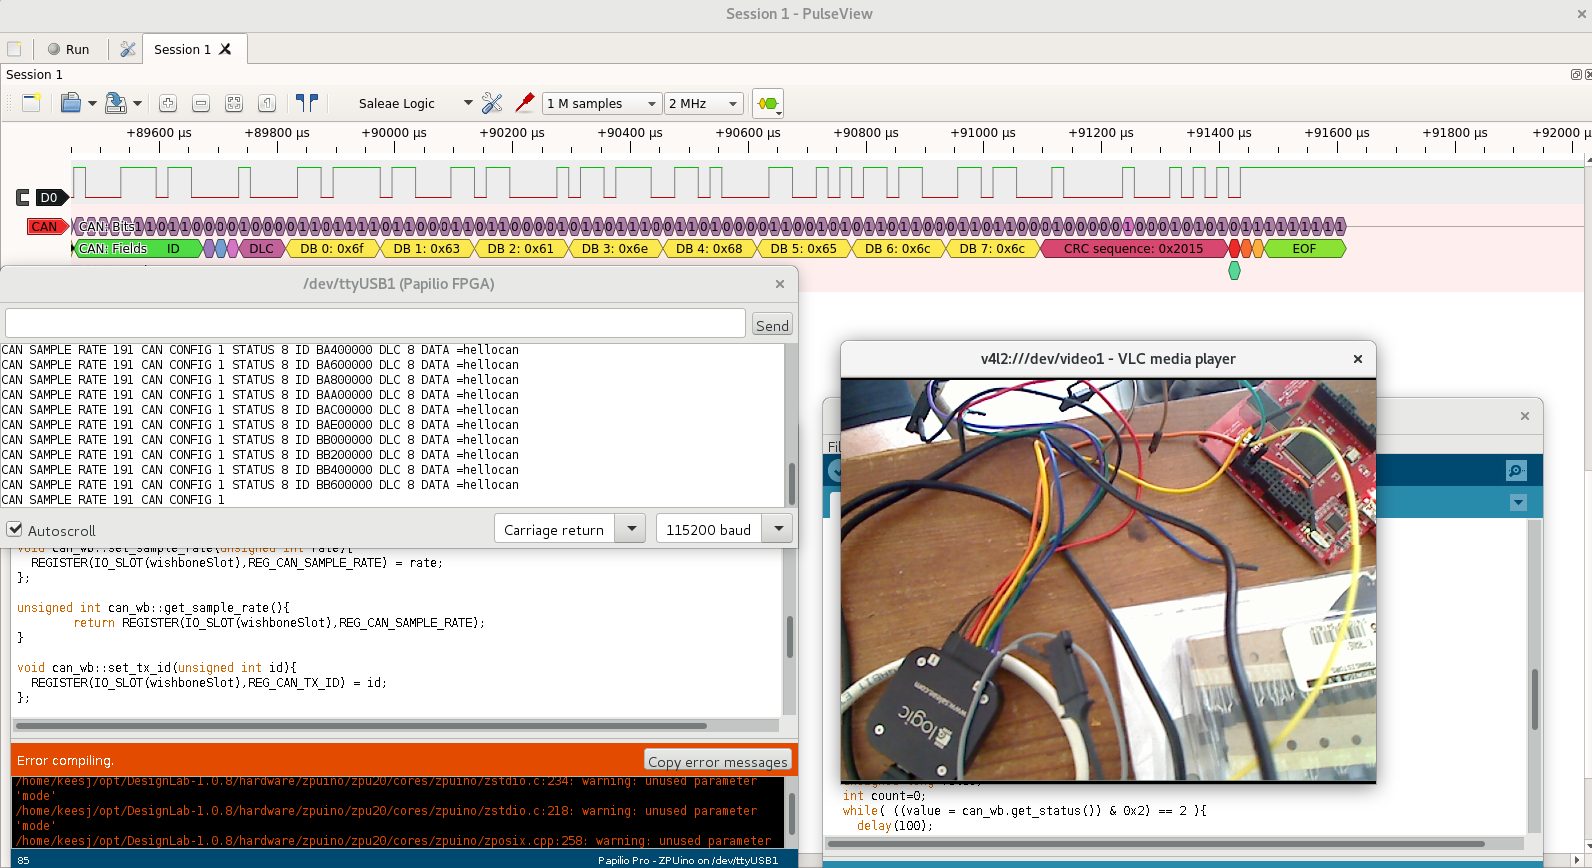 Session 1 - PulseView
Run
Session 1
Session 1
Saleae Logic
1 M samples
2 MHz
+89600 µs +89800 µs +90000 µs +90200 µs +90400 µs +90600 µs +90800 µs +91000 µs +91200 µs +91400 µs +91600 µs +91800 µs +92000 µ
D0
CAN
CAN: Bits
CAN: Fields ID DLC DB 0: 0x6f DB 1: 0x63 DB 2: 0x61 DB 3: 0x6e DB 4: 0x68 DB 5: 0x65 DB 6: 0x6c DB 7: 0x6c CRC sequence: 0x2015 EOF
/dev/ttyUSB1 (Papilio FPGA)
Send
CAN SAMPLE RATE 191 CAN CONFIG 1 STATUS 8 ID BA400000 DLC 8 DATA =hellocan
CAN SAMPLE RATE 191 CAN CONFIG 1 STATUS 8 ID BA600000 DLC 8 DATA =hellocan
CAN SAMPLE RATE 191 CAN CONFIG 1 STATUS 8 ID BA800000 DLC 8 DATA =hellocan
CAN SAMPLE RATE 191 CAN CONFIG 1 STATUS 8 ID BAA00000 DLC 8 DATA =hellocan
CAN SAMPLE RATE 191 CAN CONFIG 1 STATUS 8 ID BAC00000 DLC 8 DATA =hellocan
CAN SAMPLE RATE 191 CAN CONFIG 1 STATUS 8 ID BAE00000 DLC 8 DATA =hellocan
CAN SAMPLE RATE 191 CAN CONFIG 1 STATUS 8 ID BB000000 DLC 8 DATA =hellocan
CAN SAMPLE RATE 191 CAN CONFIG 1 STATUS 8 ID BB200000 DLC 8 DATA =hellocan
CAN SAMPLE RATE 191 CAN CONFIG 1 STATUS 8 ID BB400000 DLC 8 DATA =hellocan
CAN SAMPLE RATE 191 CAN CONFIG 1 STATUS 8 ID BB600000 DLC 8 DATA =hellocan
CAN SAMPLE RATE 191 CAN CONFIG 1
Autoscroll
Carriage return
115200 baud
void can_wb::set_sample_rate(unsigned int rate){
REGISTER(IO_SLOT(wishboneSlot),REG_CAN_SAMPLE_RATE) = rate;
};
unsigned int can_wb::get_sample_rate(){
return REGISTER(IO_SLOT(wishboneSlot),REG_CAN_SAMPLE_RATE);
}
void can_wb::set_tx_id(unsigned int id){
REGISTER(IO_SLOT(wishboneSlot),REG_CAN_TX_ID) = id;
};
Error compiling.
Copy error messages
/home/keesj/opt/DesignLab-1.0.8/hardware/zpuino/zpu20/cores/zpuino/zstdio.c:234: warning: unused parameter
'mode'
/home/keesj/opt/DesignLab-1.0.8/hardware/zpuino/zpu20/cores/zpuino/zstdio.c:218: warning: unused parameter
'mode'
/home/keesj/opt/DesignLab-1.0.8/hardware/zpuino/zpu20/cores/zpuino/zposix.cpp:258: warning: unused parameter
85
Papilio Pro - ZPUino on /dev/ttyUSB1
v4l2:///dev/video1 - VLC media player
Fil
logic
www.saleae.com
int count=0;
while( ((value = can_wb.get_status()) & 0x2) == 2 ){
delay(100);